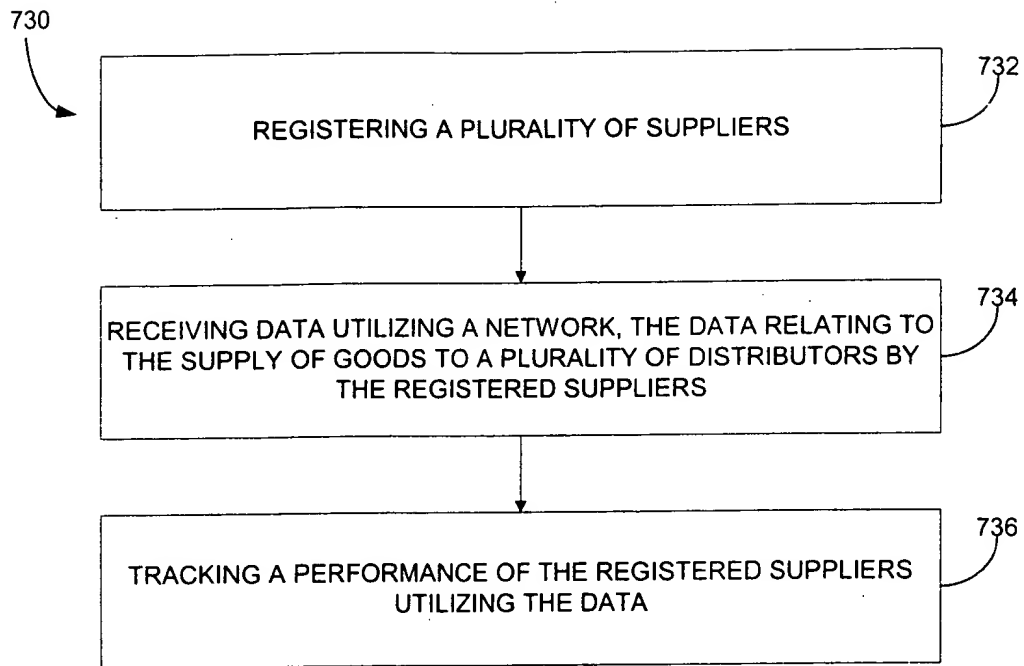 730
732
REGISTERING A PLURALITY OF SUPPLIERS
734
RECEIVING DATA UTILIZING A NETWORK, THE DATA RELATING TO
THE SUPPLY OF GOODS TO A PLURALITY OF DISTRIBUTORS BY
THE REGISTERED SUPPLIERS
736
TRACKING A PERFORMANCE OF THE REGISTERED SUPPLIERS
UTILIZING THE DATA